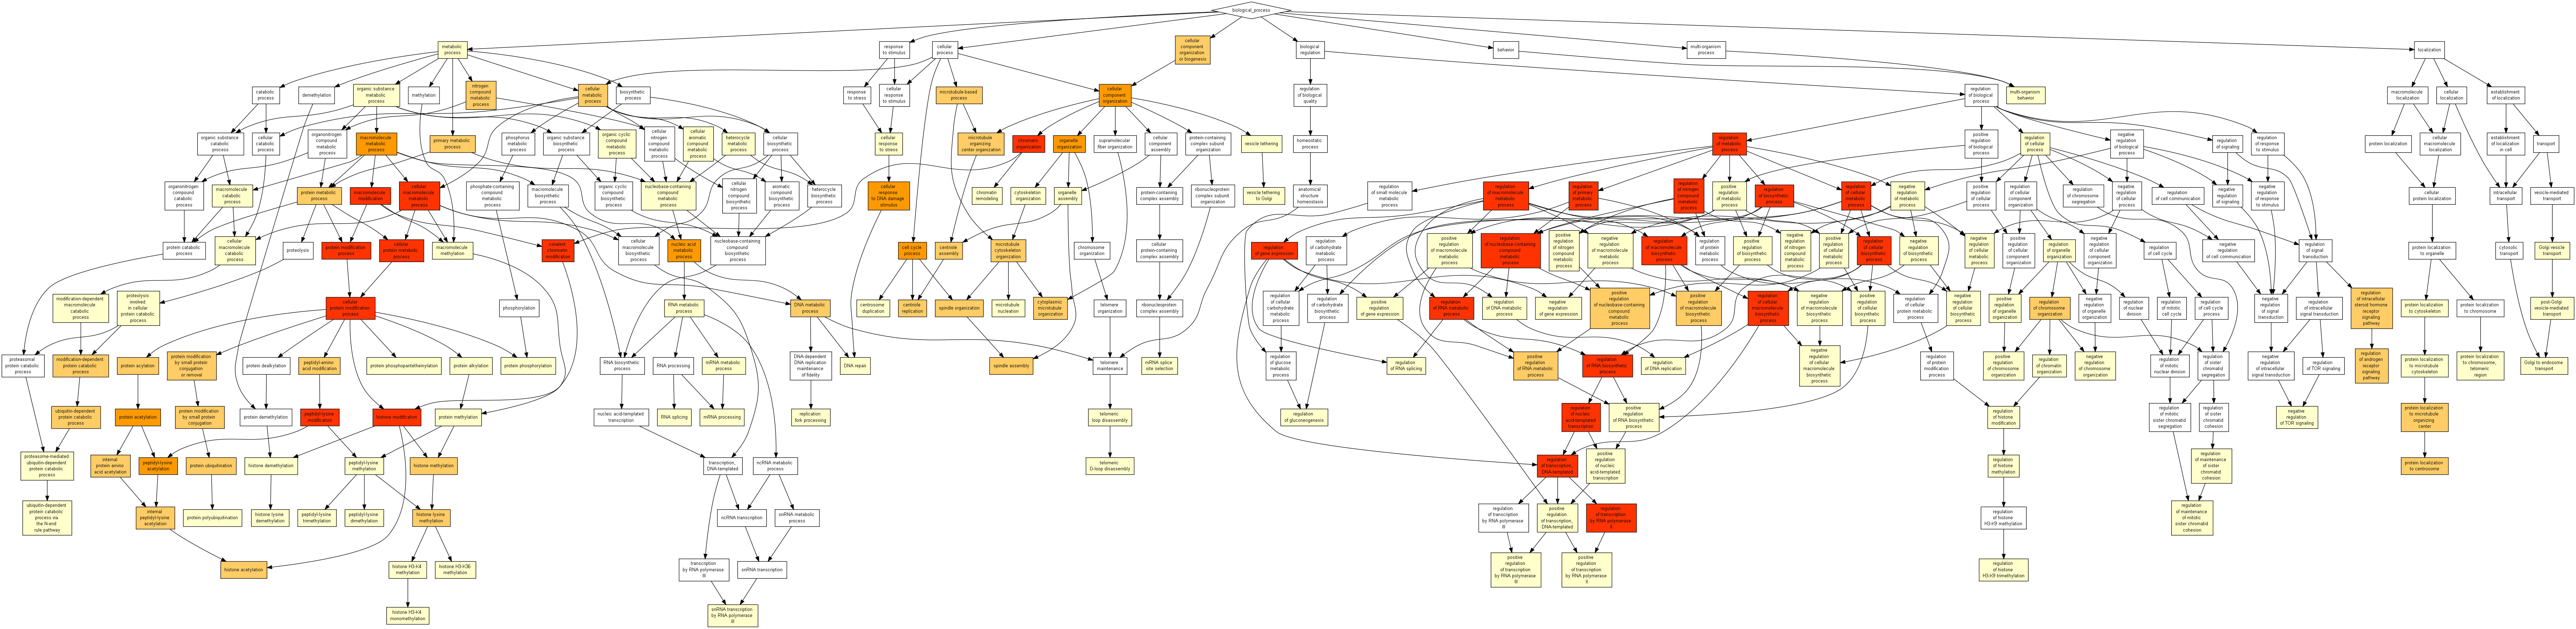 biological_process
metabolic
process
response
to stimulus
cellular
process
cellular
component
organization
or biogenesis
biological
regulation
behavior
multi-organism
process
localization
catabolic
process
demethylation
organic substance
metabolic
process
methylation
nitrogen
compound
metabolic
process
cellular
metabolic
process
biosynthetic
process
response
to stress
cellular
response
to stimulus
microtubule-based
process
cellular
component
organization
regulation
of biological
quality
regulation
of biological
process
multi-organism
behavior
macromolecule
localization
cellular
localization
establishment
of localization
organic substance
catabolic
process
cellular
catabolic
process
organonitrogen
compound
metabolic
process
macromolecule
metabolic
process
primary metabolic
process
phosphorus
metabolic
process
organic substance
biosynthetic
process
organic cyclic
compound
metabolic
process
cellular
nitrogen
compound
metabolic
process
cellular
aromatic
compound
metabolic
process
heterocycle
metabolic
process
cellular
biosynthetic
process
cellular
response
to stress
microtubule
organizing
center organization
chromatin
organization
organelle
organization
supramolecular
fiber organization
cellular
component
assembly
protein-containing
complex subunit
organization
vesicle tethering
homeostatic
process
regulation
of metabolic
process
positive
regulation
of biological
process
regulation
of cellular
process
negative
regulation
of biological
process
regulation
of signaling
regulation
of response
to stimulus
protein localization
cellular
macromolecule
localization
establishment
of localization
in cell
transport
organonitrogen
compound
catabolic
process
macromolecule
catabolic
process
protein metabolic
process
macromolecule
modification
cellular
macromolecule
metabolic
process
phosphate-containing
compound
metabolic
process
macromolecule
biosynthetic
process
organic cyclic
compound
biosynthetic
process
nucleobase-containing
compound
metabolic
process
cellular
nitrogen
compound
biosynthetic
process
aromatic
compound
biosynthetic
process
heterocycle
biosynthetic
process
cellular
response
to DNA damage
stimulus
chromatin
remodeling
cytoskeleton
organization
organelle
assembly
protein-containing
complex assembly
ribonucleoprotein
complex subunit
organization
vesicle tethering
to Golgi
anatomical
structure
homeostasis
regulation
of small molecule
metabolic
process
regulation
of macromolecule
metabolic
process
regulation
of primary
metabolic
process
regulation
of nitrogen
compound
metabolic
process
positive
regulation
of metabolic
process
regulation
of biosynthetic
process
regulation
of cellular
metabolic
process
negative
regulation
of metabolic
process
positive
regulation
of cellular
process
regulation
of cellular
component
organization
regulation
of chromosome
segregation
negative
regulation
of cellular
process
regulation
of cell communication
negative
regulation
of signaling
negative
regulation
of response
to stimulus
cellular
protein localization
intracellular
transport
vesicle-mediated
transport
protein catabolic
process
cellular
macromolecule
catabolic
process
proteolysis
protein modification
process
cellular
protein metabolic
process
macromolecule
methylation
covalent
chromatin
modification
cellular
macromolecule
biosynthetic
process
nucleic acid
metabolic
process
nucleobase-containing
compound
biosynthetic
process
cell cycle
process
centriole
assembly
microtubule
cytoskeleton
organization
chromosome
organization
cellular
protein-containing
complex assembly
regulation
of gene expression
regulation
of carbohydrate
metabolic
process
positive
regulation
of macromolecule
metabolic
process
regulation
of nucleobase-containing
compound
metabolic
process
positive
regulation
of nitrogen
compound
metabolic
process
negative
regulation
of macromolecule
metabolic
process
regulation
of macromolecule
biosynthetic
process
regulation
of protein
metabolic
process
positive
regulation
of biosynthetic
process
negative
regulation
of nitrogen
compound
metabolic
process
positive
regulation
of cellular
metabolic
process
regulation
of cellular
biosynthetic
process
negative
regulation
of biosynthetic
process
negative
regulation
of cellular
metabolic
process
positive
regulation
of cellular
component
organization
regulation
of organelle
organization
negative
regulation
of cellular
component
organization
regulation
of cell cycle
negative
regulation
of cell communication
regulation
of signal
transduction
protein localization
to organelle
cytosolic
transport
Golgi vesicle
transport
modification-dependent
macromolecule
catabolic
process
proteolysis
involved
in cellular
protein catabolic
process
cellular
protein modification
process
phosphorylation
RNA metabolic
process
DNA metabolic
process
centrosome
duplication
centriole
replication
spindle organization
microtubule
nucleation
cytoplasmic
microtubule
organization
telomere
organization
ribonucleoprotein
complex assembly
regulation
of cellular
carbohydrate
metabolic
process
regulation
of carbohydrate
biosynthetic
process
positive
regulation
of gene expression
regulation
of RNA metabolic
process
regulation
of DNA metabolic
process
negative
regulation
of gene expression
positive
regulation
of nucleobase-containing
compound
metabolic
process
positive
regulation
of macromolecule
biosynthetic
process
regulation
of cellular
macromolecule
biosynthetic
process
negative
regulation
of macromolecule
biosynthetic
process
positive
regulation
of cellular
biosynthetic
process
regulation
of cellular
protein metabolic
process
negative
regulation
of cellular
biosynthetic
process
positive
regulation
of organelle
organization
regulation
of chromosome
organization
negative
regulation
of organelle
organization
regulation
of nuclear
division
regulation
of mitotic
cell cycle
regulation
of cell cycle
process
negative
regulation
of signal
transduction
regulation
of intracellular
signal transduction
regulation
of intracellular
steroid hormone
receptor
signaling
pathway
protein localization
to cytoskeleton
protein localization
to chromosome
post-Golgi
vesicle-mediated
transport
proteasomal
protein catabolic
process
modification-dependent
protein catabolic
process
protein acylation
protein modification
by small protein
conjugation
or removal
protein dealkylation
peptidyl-amino
acid modification
protein phosphopantetheinylation
protein alkylation
protein phosphorylation
RNA biosynthetic
process
RNA processing
mRNA metabolic
process
DNA-dependent
DNA replication
maintenance
of fidelity
DNA repair
spindle assembly
telomere
maintenance
mRNA splice
site selection
regulation
of glucose
metabolic
process
regulation
of RNA splicing
positive
regulation
of RNA metabolic
process
regulation
of RNA biosynthetic
process
regulation
of DNA replication
negative
regulation
of cellular
macromolecule
biosynthetic
process
regulation
of protein
modification
process
positive
regulation
of chromosome
organization
regulation
of chromatin
organization
negative
regulation
of chromosome
organization
regulation
of mitotic
nuclear division
regulation
of sister
chromatid
segregation
negative
regulation
of intracellular
signal transduction
regulation
of TOR signaling
regulation
of androgen
receptor
signaling
pathway
protein localization
to microtubule
cytoskeleton
protein localization
to chromosome,
telomeric
region
Golgi to endosome
transport
ubiquitin-dependent
protein catabolic
process
protein acetylation
protein modification
by small protein
conjugation
protein demethylation
peptidyl-lysine
modification
histone modification
protein methylation
nucleic acid-templated
transcription
RNA splicing
mRNA processing
replication
fork processing
telomeric
loop disassembly
regulation
of gluconeogenesis
regulation
of nucleic
acid-templated
transcription
positive
regulation
of RNA biosynthetic
process
regulation
of histone
modification
regulation
of mitotic
sister chromatid
segregation
regulation
of sister
chromatid
cohesion
negative
regulation
of TOR signaling
protein localization
to microtubule
organizing
center
proteasome-mediated
ubiquitin-dependent
protein catabolic
process
internal
protein amino
acid acetylation
peptidyl-lysine
acetylation
protein ubiquitination
histone demethylation
peptidyl-lysine
methylation
histone methylation
transcription,
DNA-templated
ncRNA metabolic
process
telomeric
D-loop disassembly
regulation
of transcription,
DNA-templated
positive
regulation
of nucleic
acid-templated
transcription
regulation
of histone
methylation
regulation
of maintenance
of sister
chromatid
cohesion
protein localization
to centrosome
ubiquitin-dependent
protein catabolic
process via
the N-end
rule pathway
internal
peptidyl-lysine
acetylation
protein polyubiquitination
histone lysine
demethylation
peptidyl-lysine
trimethylation
peptidyl-lysine
dimethylation
histone lysine
methylation
ncRNA transcription
snRNA metabolic
process
regulation
of transcription
by RNA polymerase
III
positive
regulation
of transcription,
DNA-templated
regulation
of transcription
by RNA polymerase
II
regulation
of histone
H3-K9 methylation
regulation
of maintenance
of mitotic
sister chromatid
cohesion
histone acetylation
histone H3-K4
methylation
histone H3-K36
methylation
transcription
by RNA polymerase
III
snRNA transcription
positive
regulation
of transcription
by RNA polymerase
III
positive
regulation
of transcription
by RNA polymerase
II
regulation
of histone
H3-K9 trimethylation
histone H3-K4
monomethylation
snRNA transcription
by RNA polymerase
III